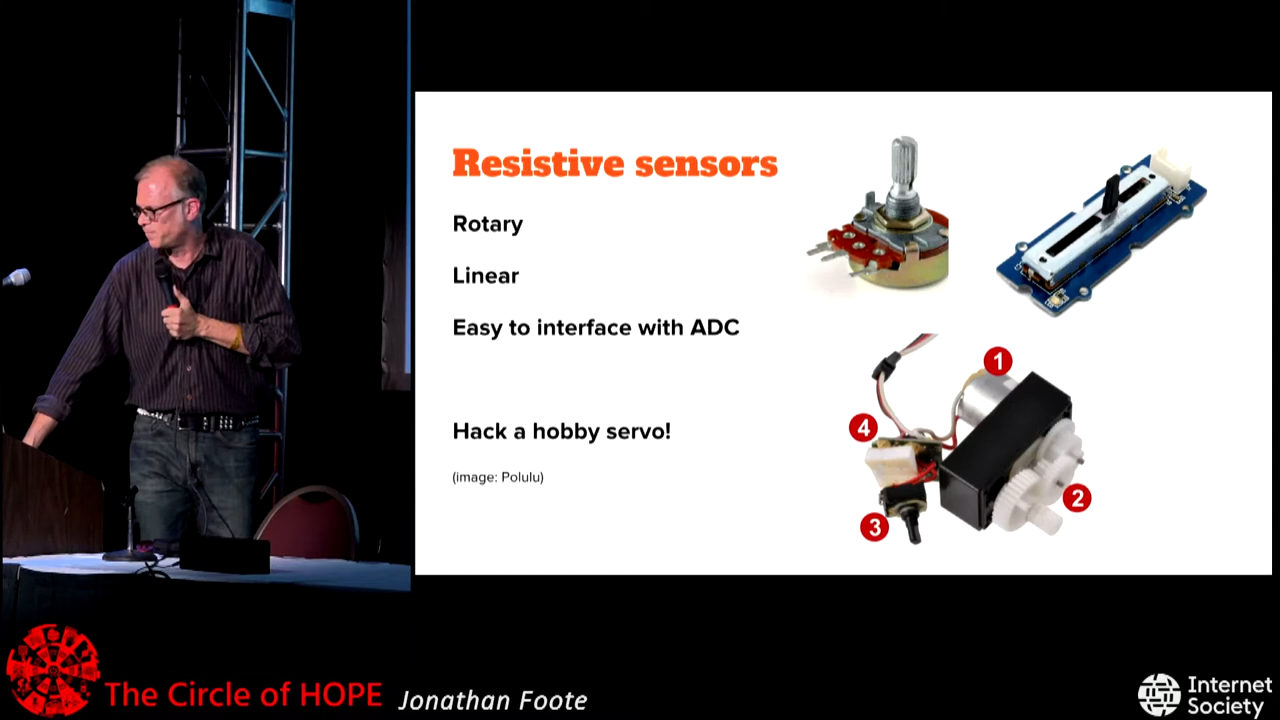 Resistive sensors
Rotary
Linear
Easy to interface with ADC
Hack a hobby servo!
(image: Polulu)
1
4
2
3
The Circle of HOPE
Jonathan Foote
Internet
Society